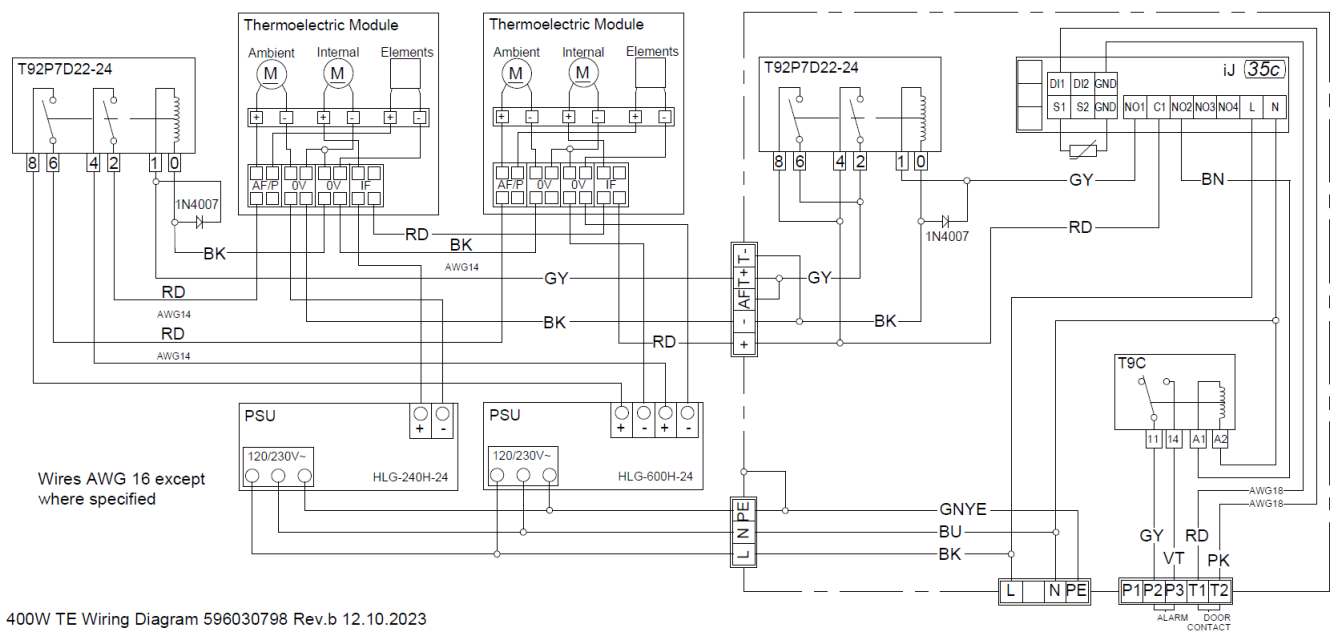 Thermoelectric Module
Ambient Internal Elements
M M
+ - + - + -
AF/P 0V 0V IF
Thermoelectric Module
Ambient Internal Elements
M M
+ - + - + -
AF/P 0V 0V IF
T92P7D22-24
8 6 4 2 1 0
1N4007
T92P7D22-24
8 6 4 2 1 0
1N4007
iJ 35c
DI1 DI2 GND
S1 S2 GND NO1 C1 NO2 NO3 NO4 L N
GY
BN
RD
BK
RD
BK
AWG14
GY
RD
AWG14
BK
RD
AWG14
RD
T-
T+
AF
-
+
GY
BK
T9C
11 14 A1 A2
PSU
+ -
120/230V~
HLG-240H-24
PSU
+ - + -
120/230V~
HLG-600H-24
Wires AWG 16 except
where specified
AWG18
AWG18
PE
N
L
GNYE
BU
BK
GY RD
VT PK
L N PE
P1 P2 P3 T1 T2
ALARM DOOR
CONTACT
400W TE Wiring Diagram 596030798 Rev.b 12.10.2023